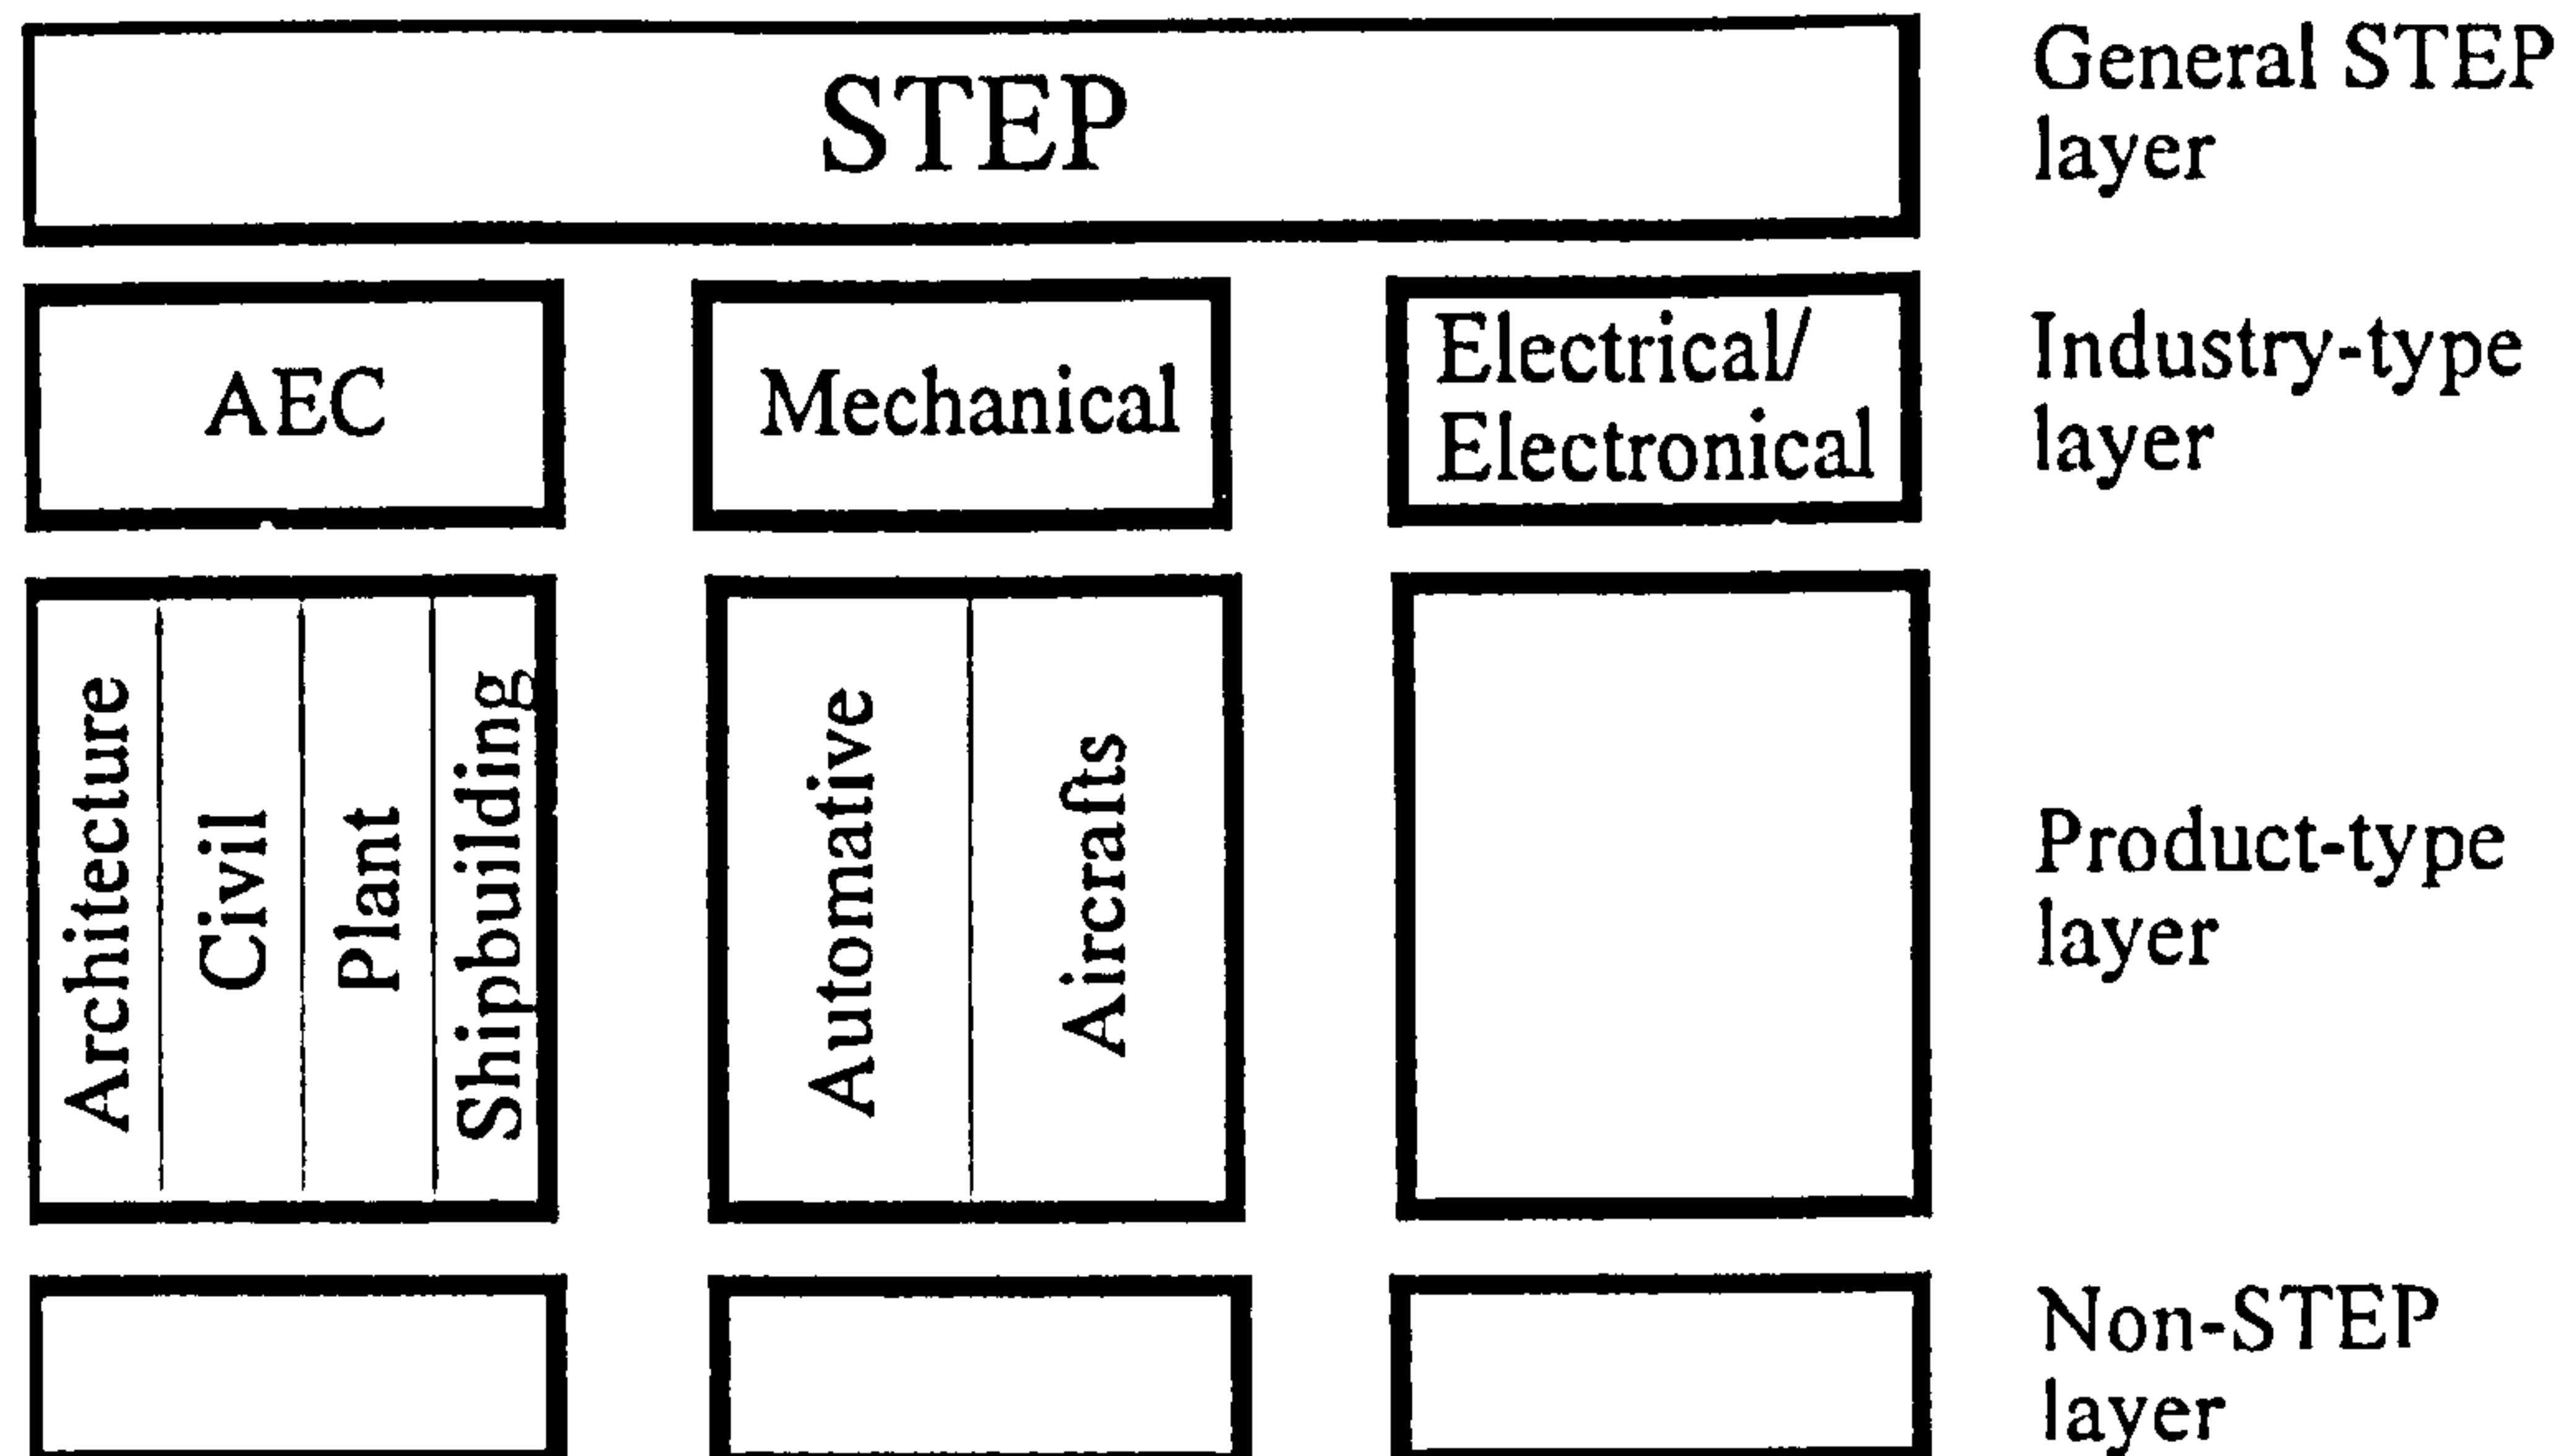 STEP
General STEP
layer
AEC
Mechanical
Electrical/
Electronical
Industry-type
layer
Architecture
Civil
Plant
Shipbuilding
Automative
Aircrafts
Product-type
layer
Non-STEP
layer